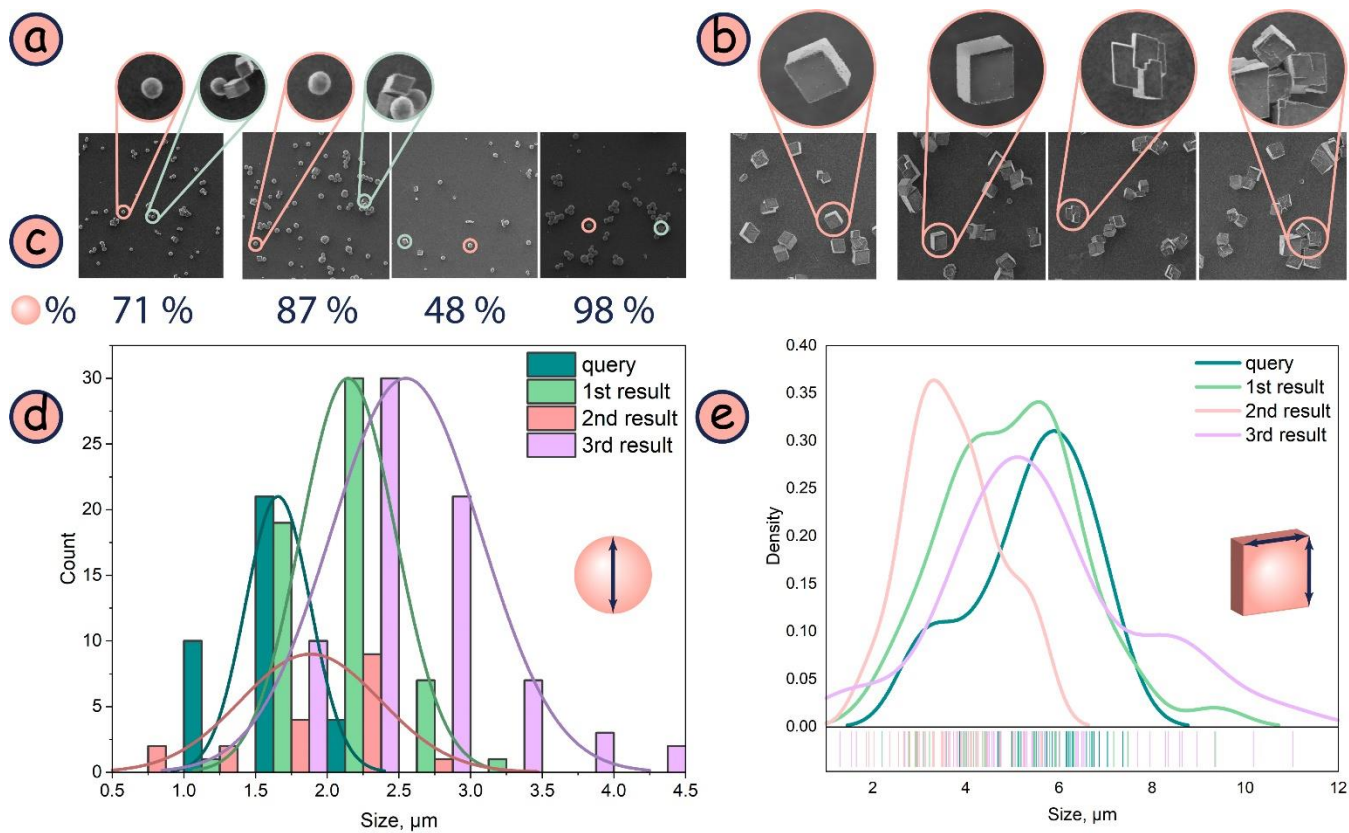 a
b
c
% 71 % 87 % 48 % 98 %
d
Count
30
25
20
15
10
5
0
query
1st result
2nd result
3rd result
0.5 1.0 1.5 2.0 2.5 3.0 3.5 4.0 4.5
Size, µm
e
Density
0.40
0.35
0.30
0.25
0.20
0.15
0.10
0.05
0.00
query
1st result
2nd result
3rd result
2 4 6 8 10 12
Size, µm